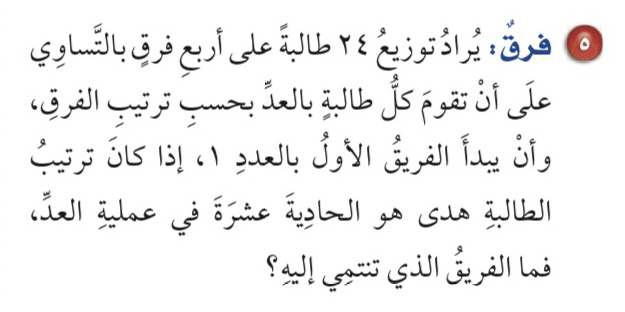 ٥ فرقٌ: يُرادُ توزيعُ ٢٤ طالبةً على أربعِ فرقٍ بالتَّساوِي
علَى أنْ تقومَ كلُّ طالبةٍ بالعدِّ بحسبِ ترتيبِ الفرقِ،
وأنْ يبدأَ الفريقُ الأولُ بالعددِ ١، إذا كانَ ترتيبُ
الطالبةِ هدى هو الحاديةَ عشرَةَ في عمليةِ العدِّ،
فما الفريقُ الذي تنتمِي إليهِ؟